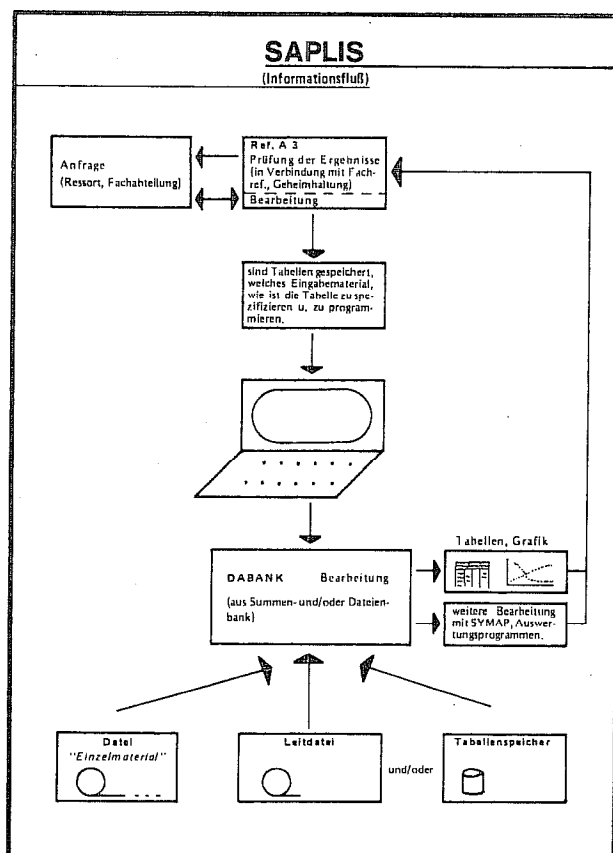 SAPLIS
(Informationsfluß)
Anfrage
(Ressort, Fachabteilung)
Ref. A 3
Prüfung der Ergebnisse
(in Verbindung mit Fach-
ref., Geheimhaltung)
Bearbeitung
sind Tabellen gespeichert,
welches Eingabematerial,
wie ist die Tabelle zu spe-
zifizieren u. zu program-
mieren.
Tabellen, Grafik
DABANK Bearbeitung
(aus Summen- und/oder Dateien-
bank)
weitere Bearbeitung
mit SYMAP, Auswer-
tungsprogrammen.
Datei
"Einzelmaterial"
Leitdatei
und/oder
Tabellenspeicher